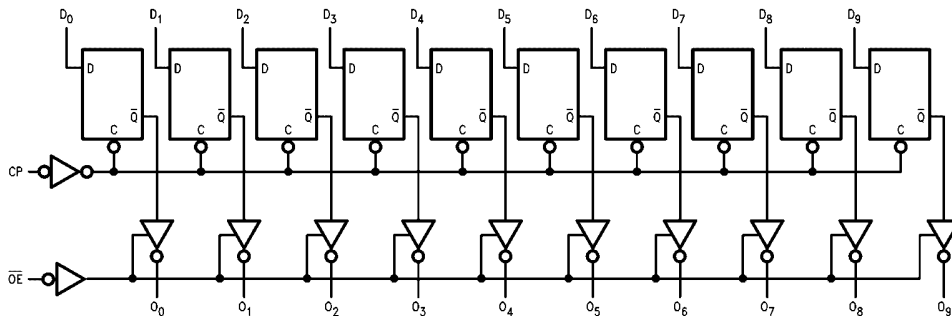 D₀ D₁ D₂ D₃ D₄ D₅ D₆ D₇ D₈ D₉
D D D D D D D D D D
Q̅ Q̅ Q̅ Q̅ Q̅ Q̅ Q̅ Q̅ Q̅ Q̅
C C C C C C C C C C
CP
O̅E̅
O₀ O₁ O₂ O₃ O₄ O₅ O₆ O₇ O₈ O₉